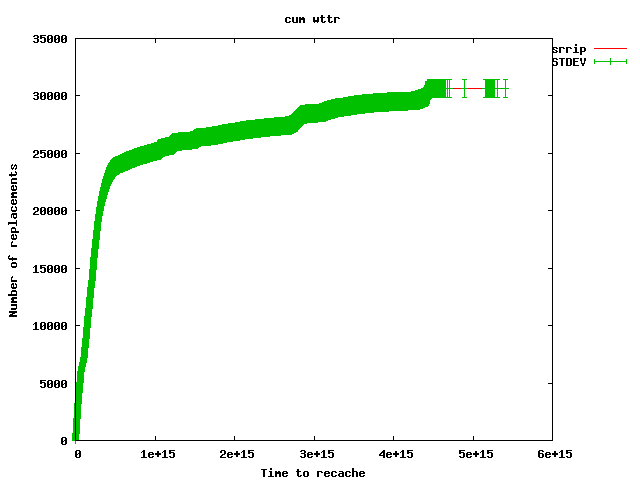 cum wttr
35000
srrip
STDEV
30000
25000
20000
15000
10000
5000
0
Number of replacements
0 1e+15 2e+15 3e+15 4e+15 5e+15 6e+15
Time to recache